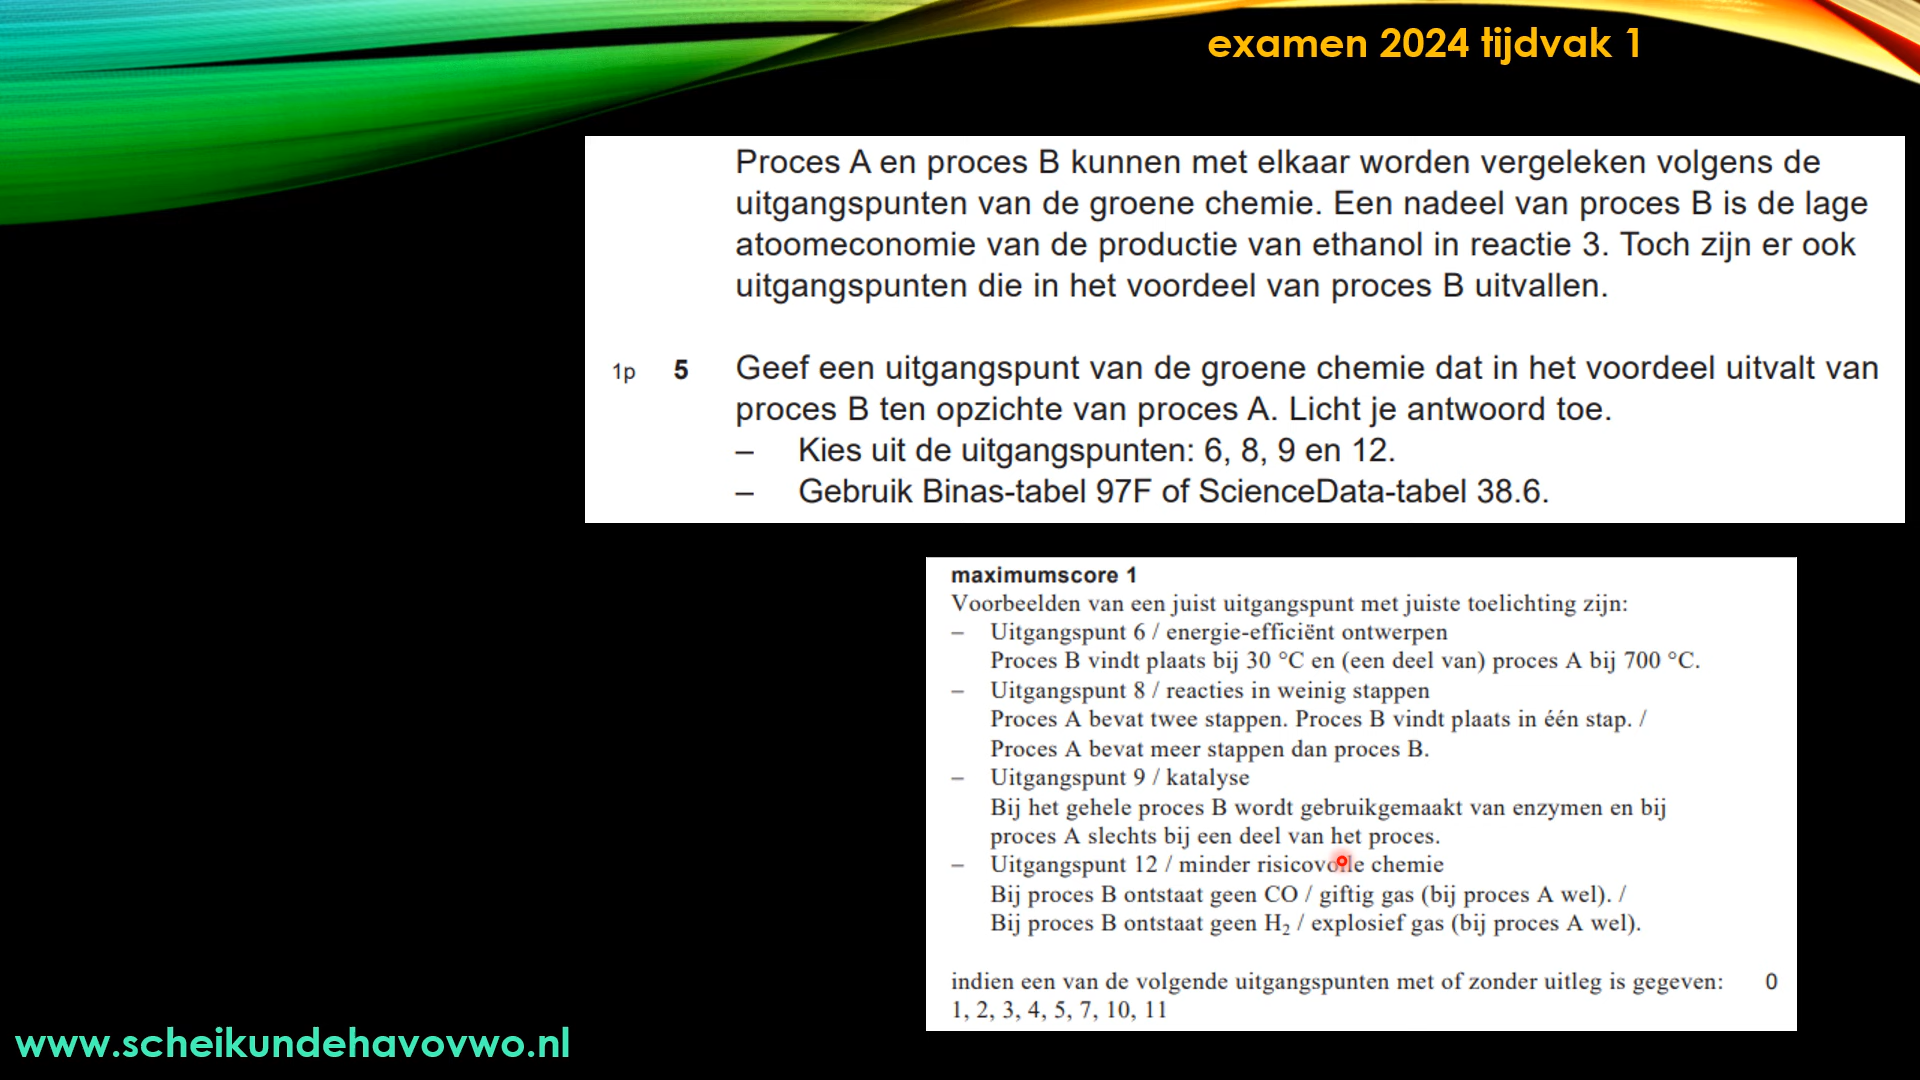 examen 2024 tijdvak 1
Proces A en proces B kunnen met elkaar worden vergeleken volgens de
uitgangspunten van de groene chemie. Een nadeel van proces B is de lage
atoomeconomie van de productie van ethanol in reactie 3. Toch zijn er ook
uitgangspunten die in het voordeel van proces B uitvallen.
1p 5 Geef een uitgangspunt van de groene chemie dat in het voordeel uitvalt van
proces B ten opzichte van proces A. Licht je antwoord toe.
– Kies uit de uitgangspunten: 6, 8, 9 en 12.
– Gebruik Binas-tabel 97F of ScienceData-tabel 38.6.
maximumscore 1
Voorbeelden van een juist uitgangspunt met juiste toelichting zijn:
– Uitgangspunt 6 / energie-efficiënt ontwerpen
Proces B vindt plaats bij 30 °C en (een deel van) proces A bij 700 °C.
– Uitgangspunt 8 / reacties in weinig stappen
Proces A bevat twee stappen. Proces B vindt plaats in één stap. /
Proces A bevat meer stappen dan proces B.
– Uitgangspunt 9 / katalyse
Bij het gehele proces B wordt gebruikgemaakt van enzymen en bij
proces A slechts bij een deel van het proces.
– Uitgangspunt 12 / minder risicovolle chemie
Bij proces B ontstaat geen CO / giftig gas (bij proces A wel). /
Bij proces B ontstaat geen H₂ / explosief gas (bij proces A wel).
indien een van de volgende uitgangspunten met of zonder uitleg is gegeven: 0
1, 2, 3, 4, 5, 7, 10, 11
www.scheikundehavovwo.nl